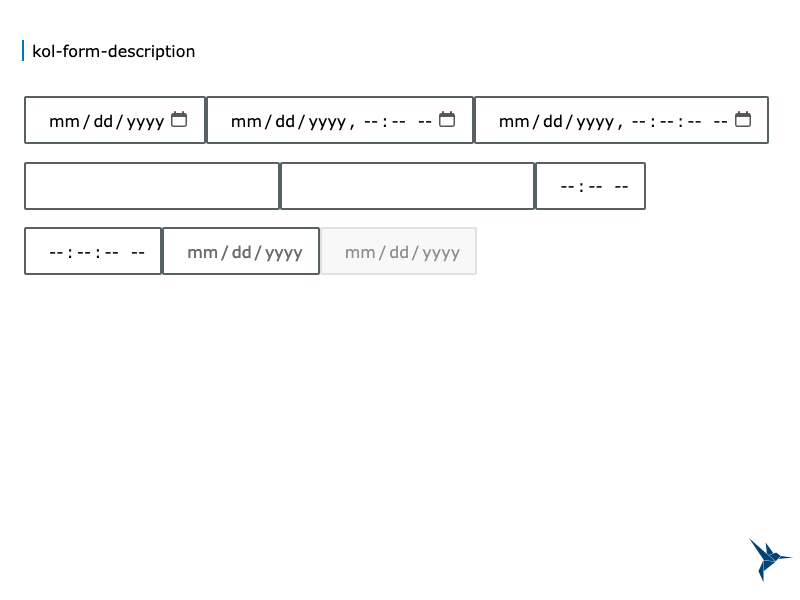 kol-form-description
mm/dd/yyyy mm/dd/yyyy, --:-- -- mm/dd/yyyy, --:--:-- --
--:-- --
--:--:-- -- mm/dd/yyyy mm/dd/yyyy